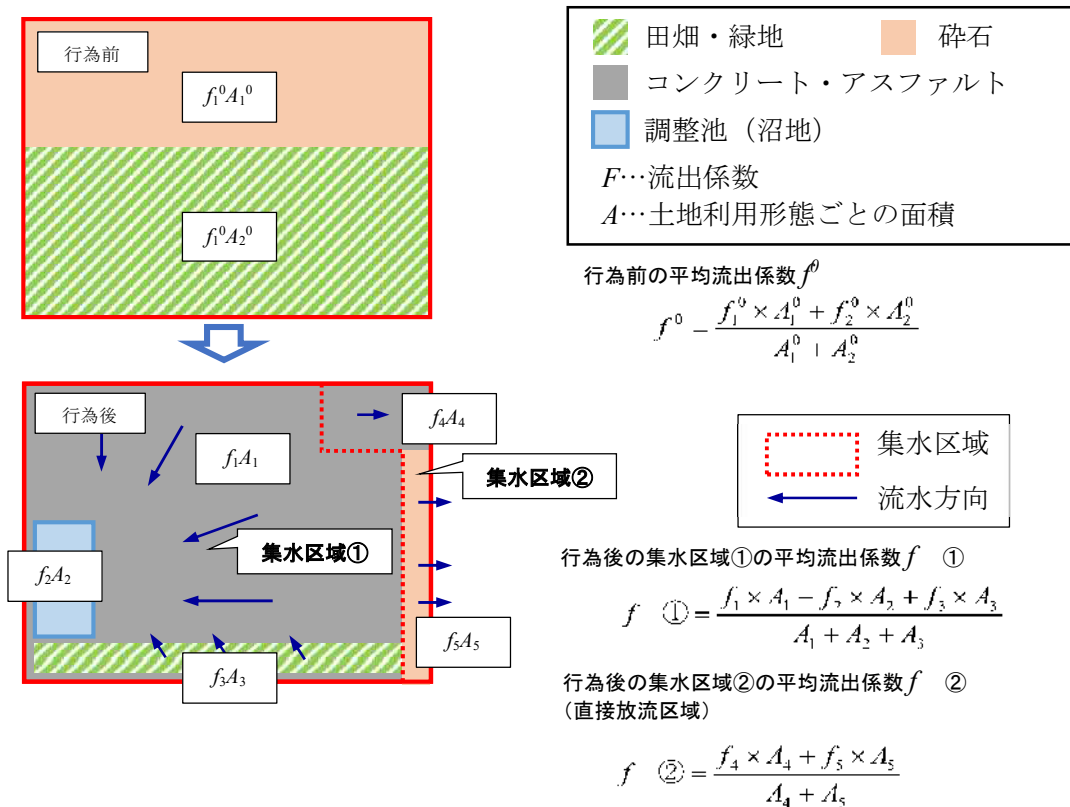 行為前
f₁⁰A₁⁰
f₁⁰A₂⁰
田畑・緑地
砕石
コンクリート・アスファルト
調整池（沼地）
F…流出係数
A…土地利用形態ごとの面積
行為前の平均流出係数f⁰
f⁰ − (f₁⁰ × A₁⁰ + f₂⁰ × A₂⁰) / (A₁⁰ + A₂⁰)
行為後
f₁A₁
f₄A₄
集水区域②
集水区域①
f₂A₂
f₅A₅
f₃A₃
集水区域
流水方向
行為後の集水区域①の平均流出係数f ①
f ① = (f₁ × A₁ − f₂ × A₂ + f₃ × A₃) / (A₁ + A₂ + A₃)
行為後の集水区域②の平均流出係数f ②
（直接放流区域）
f ② = (f₄ × A₄ + f₅ × A₅) / (A₄ + A₅)